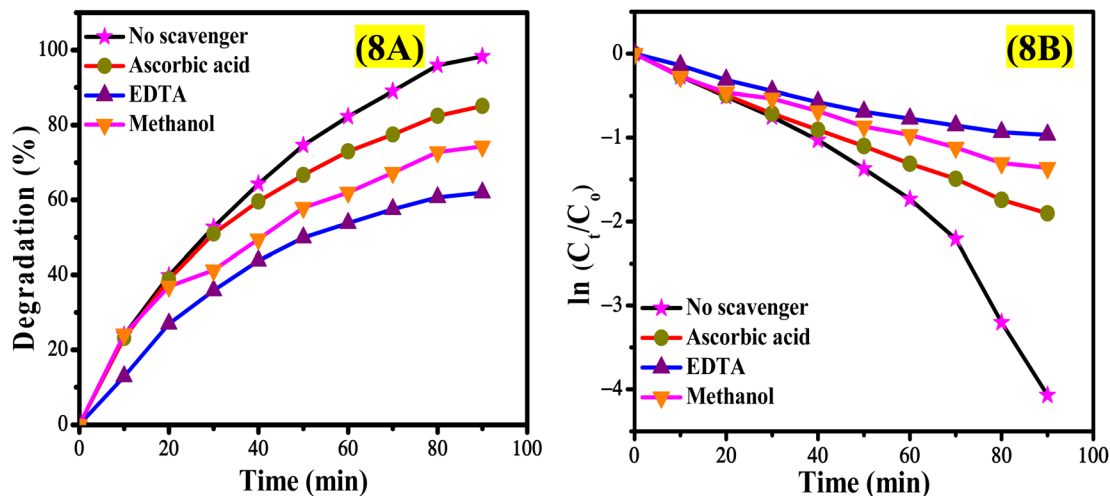 (8A)
No scavenger
Ascorbic acid
EDTA
Methanol
Degradation (%)
100
80
60
40
20
0
0 20 40 60 80 100
Time (min)
(8B)
ln (Ct/Co)
0
−1
−2
−3
−4
No scavenger
Ascorbic acid
EDTA
Methanol
0 20 40 60 80 100
Time (min)